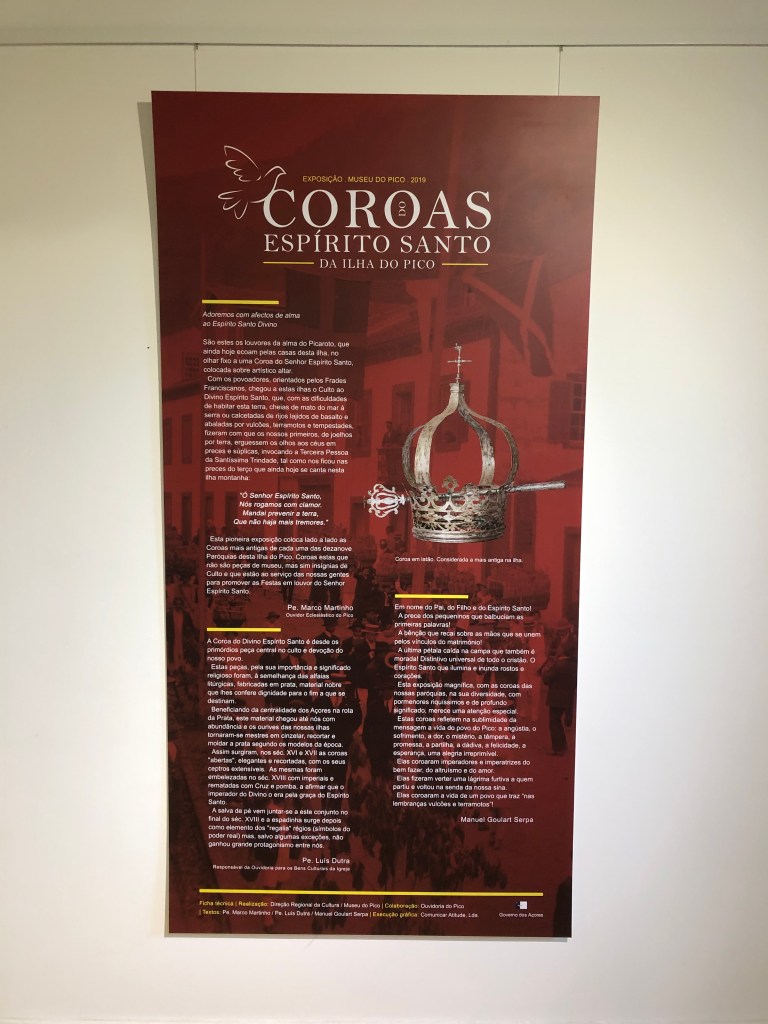 EXPOSIÇÃO . MUSEU DO PICO . 2019
COROAS
DO
ESPÍRITO SANTO
DA ILHA DO PICO
Adoremos com afectos de alma
ao Espírito Santo Divino
São estes os louvores da alma do Picaroto, que
ainda hoje ecoam pelas casas desta ilha, no
olhar fixo a uma Coroa do Senhor Espírito Santo,
colocada sobre artístico altar.
Com os povoadores, orientados pelos Frades
Franciscanos, chegou a estas ilhas o Culto ao
Divino Espírito Santo, que, com as dificuldades
de habitar esta terra, cheias de mato do mar à
serra ou calcetadas de rijos lajidos de basalto e
abaladas por vulcões, terramotos e tempestades,
fizeram com que os nossos primeiros, de joelhos
por terra, erguessem os olhos aos céus em
preces e súplicas, invocando a Terceira Pessoa
da Santíssima Trindade, tal como nos ficou nas
preces do terço que ainda hoje se canta nesta
ilha montanha:
"Ó Senhor Espírito Santo,
Nós rogamos com clamor.
Mandai prevenir a terra,
Que não haja mais tremores."
Esta pioneira exposição coloca lado a lado as
Coroas mais antigas de cada uma das dezanove
Paróquias desta Ilha do Pico. Coroas estas que
não são peças de museu, mas sim insígnias de
Culto e que estão ao serviço das nossas gentes
para promover as Festas em louvor do Senhor
Espírito Santo.
Pe. Marco Martinho
Ouvidor Eclesiástico do Pico
A Coroa do Divino Espírito Santo é desde os
primórdios peça central no culto e devoção do
nosso povo.
Estas peças, pela sua importância e significado
religioso foram, à semelhança das alfaias
litúrgicas, fabricadas em prata, material nobre
que lhes confere dignidade para o fim a que se
destinam.
Beneficiando da centralidade dos Açores na rota
da Prata, este material chegou até nós com
abundância e os ourives das nossas ilhas
tornaram-se mestres em cinzelar, recortar e
moldar a prata segundo os modelos da época.
Assim surgiram, nos séc. XVI e XVII as coroas
"abertas", elegantes e recortadas, com os seus
ceptros extensíveis. As mesmas foram
embelezadas no séc. XVIII com imperiais e
rematadas com Cruz e pomba, a afirmar que o
imperador do Divino o era pela graça do Espírito
Santo.
A salva de pé vem juntar-se a este conjunto no
final do séc. XVIII e a espadinha surge depois
como elemento dos "regalia" régios (símbolos do
poder real) mas, salvo algumas exceções, não
ganhou grande protagonismo entre nós.
Pe. Luís Dutra
Responsável da Ouvidoria para os Bens Culturais da Igreja
Coroa em latão. Considerada a mais antiga na ilha.
Em nome do Pai, do Filho e do Espírito Santo!
A prece dos pequeninos que balbuciam as
primeiras palavras!
A bênção que recai sobre as mãos que se unem
pelos vínculos do matrimónio!
A última pétala caída na campa que também é
morada! Distintivo universal de todo o cristão. O
Espírito Santo que ilumina e inunda rostos e
corações.
Esta exposição magnífica, com as coroas das
nossas paróquias, na sua diversidade, com
pormenores riquíssimos e de profundo
significado, merece uma atenção especial.
Estas coroas refletem na sublimidade da
mensagem a vida do povo do Pico: a angústia, o
sofrimento, a dor, o mistério, a têmpera, a
promessa, a partilha, a dádiva, a felicidade, a
esperança, uma alegria irreprimível.
Elas coroaram imperadores e imperatrizes do
bem fazer, do altruísmo e do amor.
Elas fizeram verter uma lágrima furtiva a quem
partiu e voltou na senda da nossa sina.
Elas coroaram a vida de um povo que traz "nas
lembranças vulcões e terramotos"!
Manuel Goulart Serpa
Ficha técnica | Realização: Direção Regional da Cultura / Museu do Pico | Colaboração: Ouvidoria do Pico
| Textos: Pe. Marco Martinho / Pe. Luís Dutra / Manuel Goulart Serpa | Execução gráfica: Comunicar Atitude, Lda.
Governo dos Açores